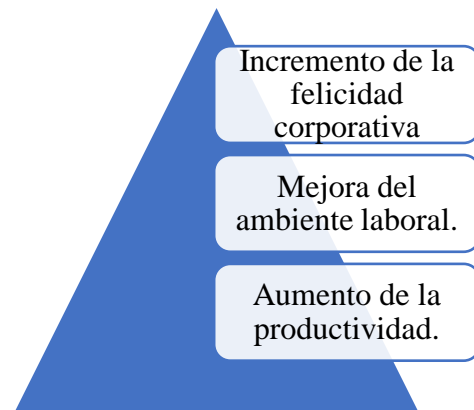 Incremento de la
felicidad
corporativa
Mejora del
ambiente laboral.
Aumento de la
productividad.